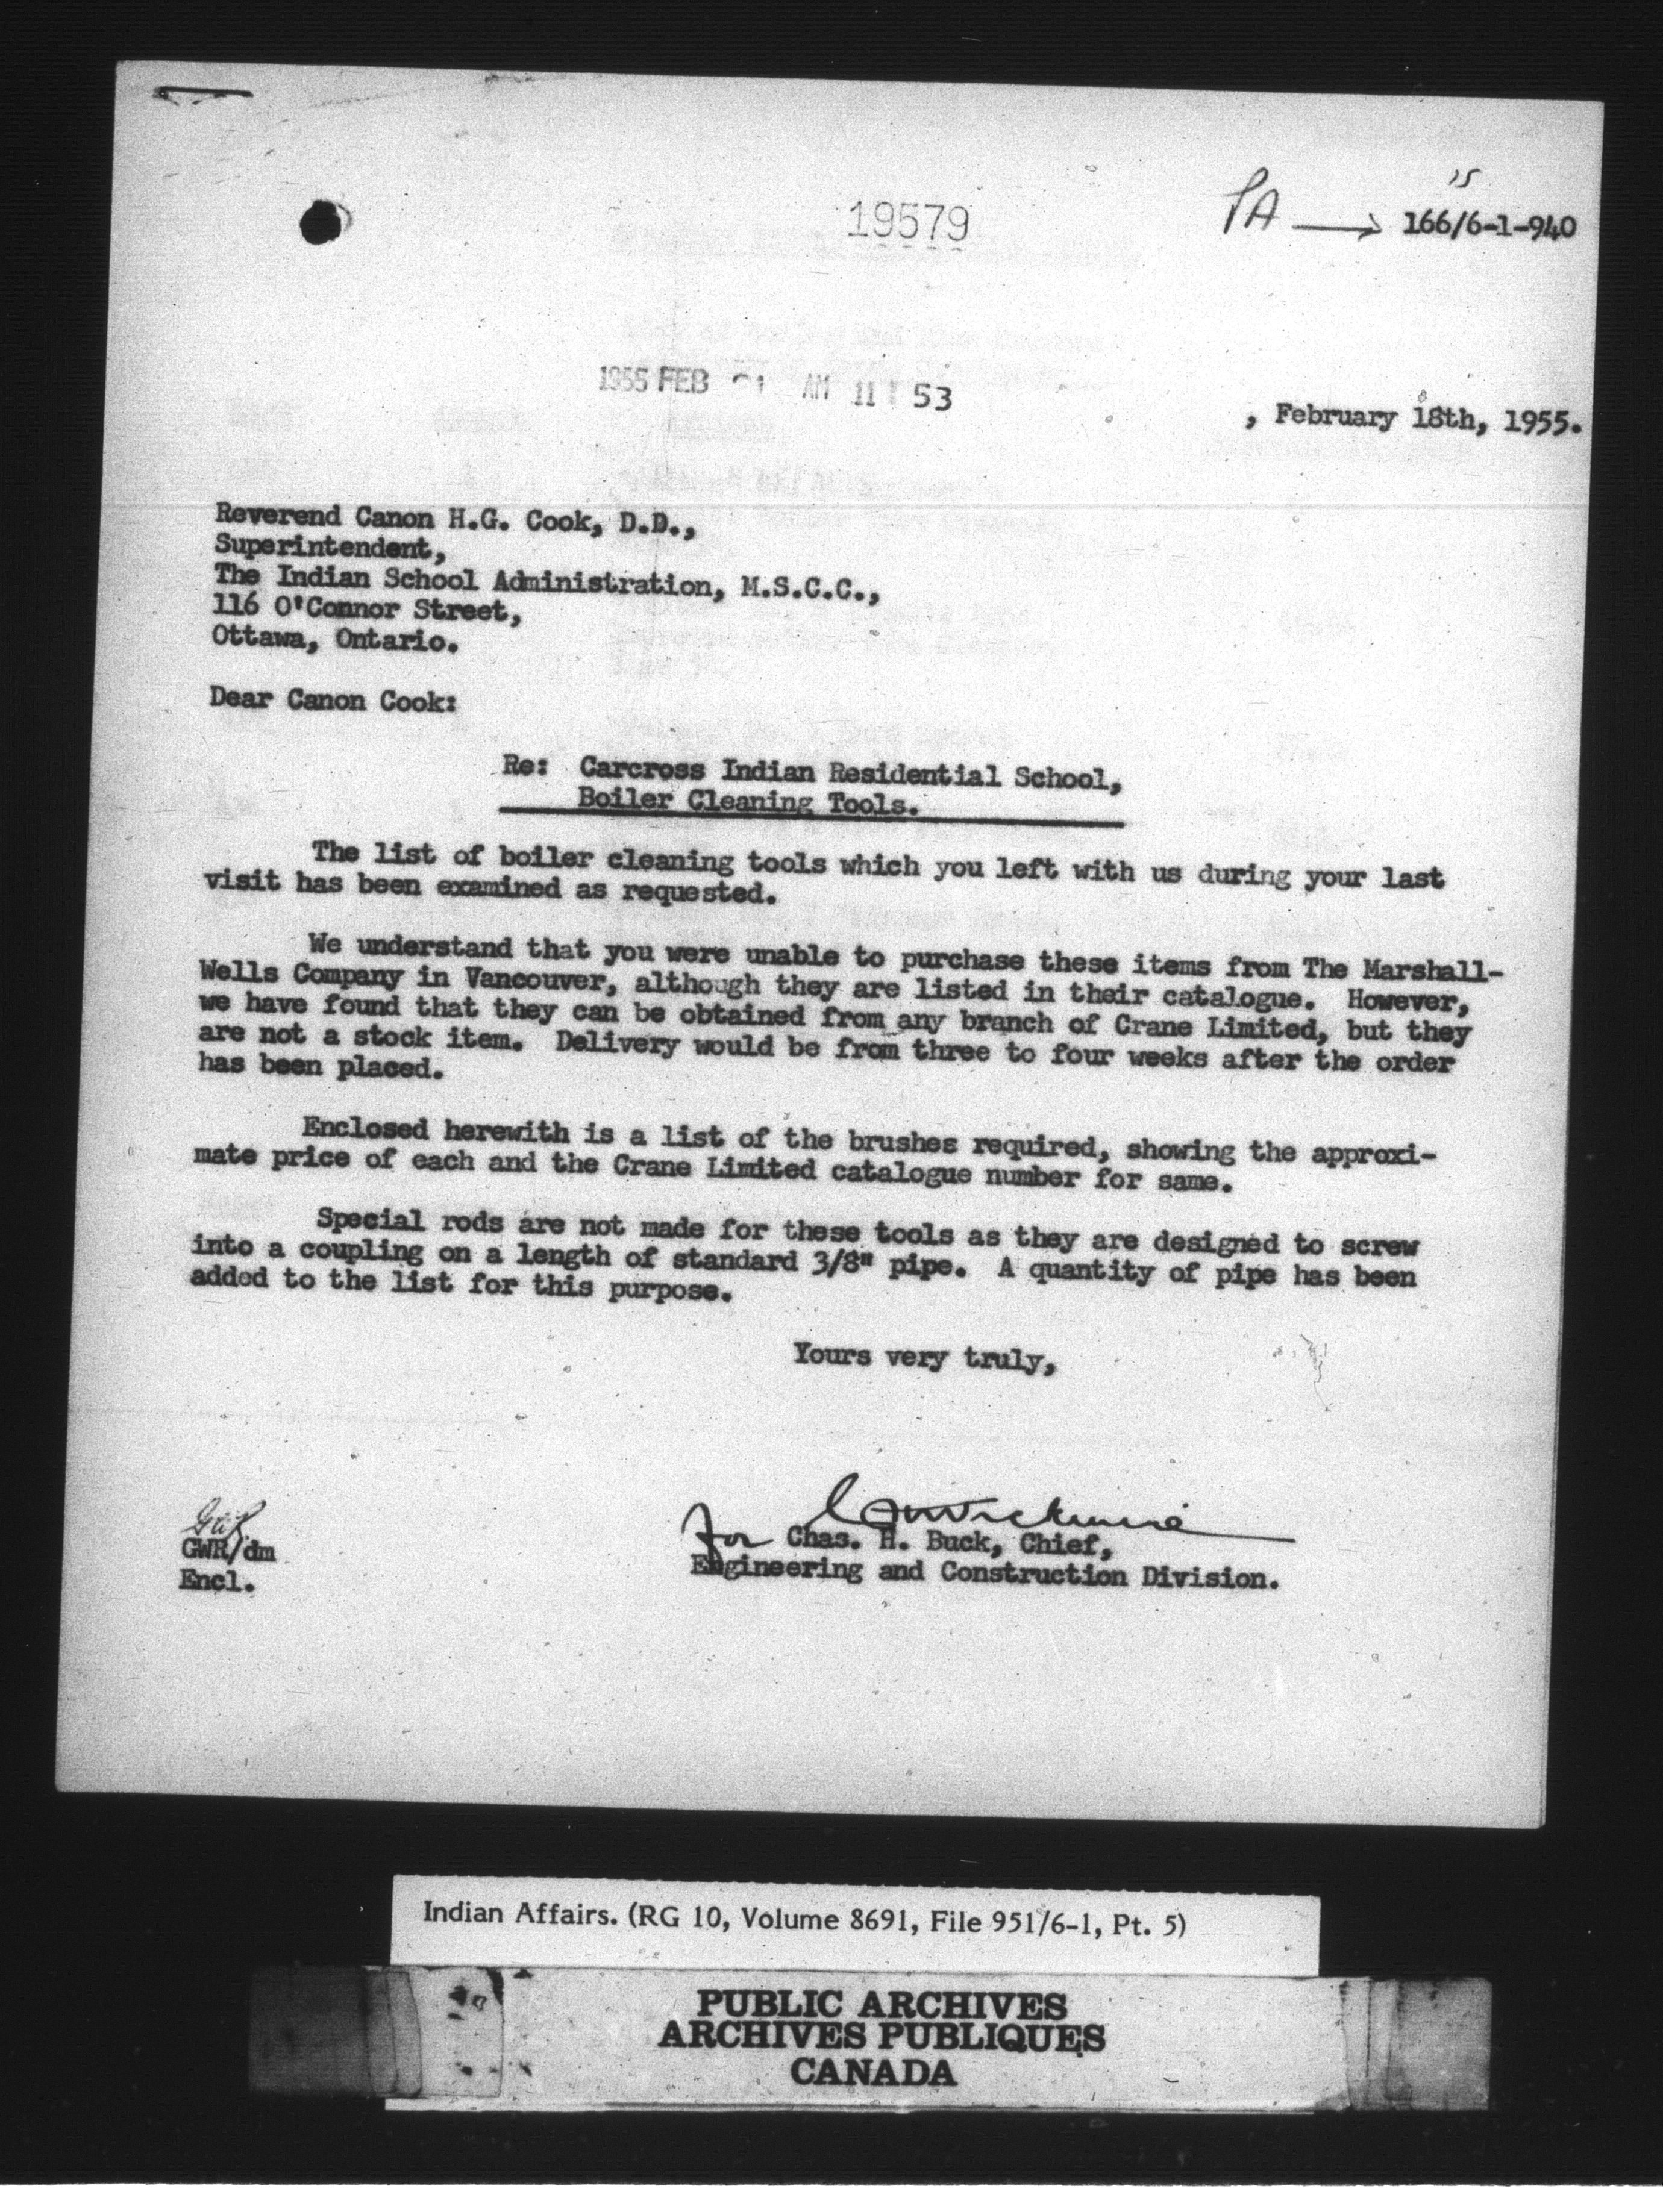 15
19579
PA → 166/6-1-940
1955 FEB 21 AM 11 53
, February 18th, 1955.
Reverend Canon H.G. Cook, D.D.,
Superintendent,
The Indian School Administration, M.S.C.C.,
116 O'Connor Street,
Ottawa, Ontario.
Dear Canon Cook:
Re: Carcross Indian Residential School,
Boiler Cleaning Tools.
The list of boiler cleaning tools which you left with us during your last
visit has been examined as requested.
We understand that you were unable to purchase these items from The Marshall-
Wells Company in Vancouver, although they are listed in their catalogue. However,
we have found that they can be obtained from any branch of Crane Limited, but they
are not a stock item. Delivery would be from three to four weeks after the order
has been placed.
Enclosed herewith is a list of the brushes required, showing the approxi-
mate price of each and the Crane Limited catalogue number for same.
Special rods are not made for these tools as they are designed to screw
into a coupling on a length of standard 3/8" pipe. A quantity of pipe has been
added to the list for this purpose.
Yours very truly,
GWR
for Chas. H. Buck, Chief,
GWR/dm
Engineering and Construction Division.
Encl.
Indian Affairs. (RG 10, Volume 8691, File 951/6-1, Pt. 5)
PUBLIC ARCHIVES
ARCHIVES PUBLIQUES
CANADA